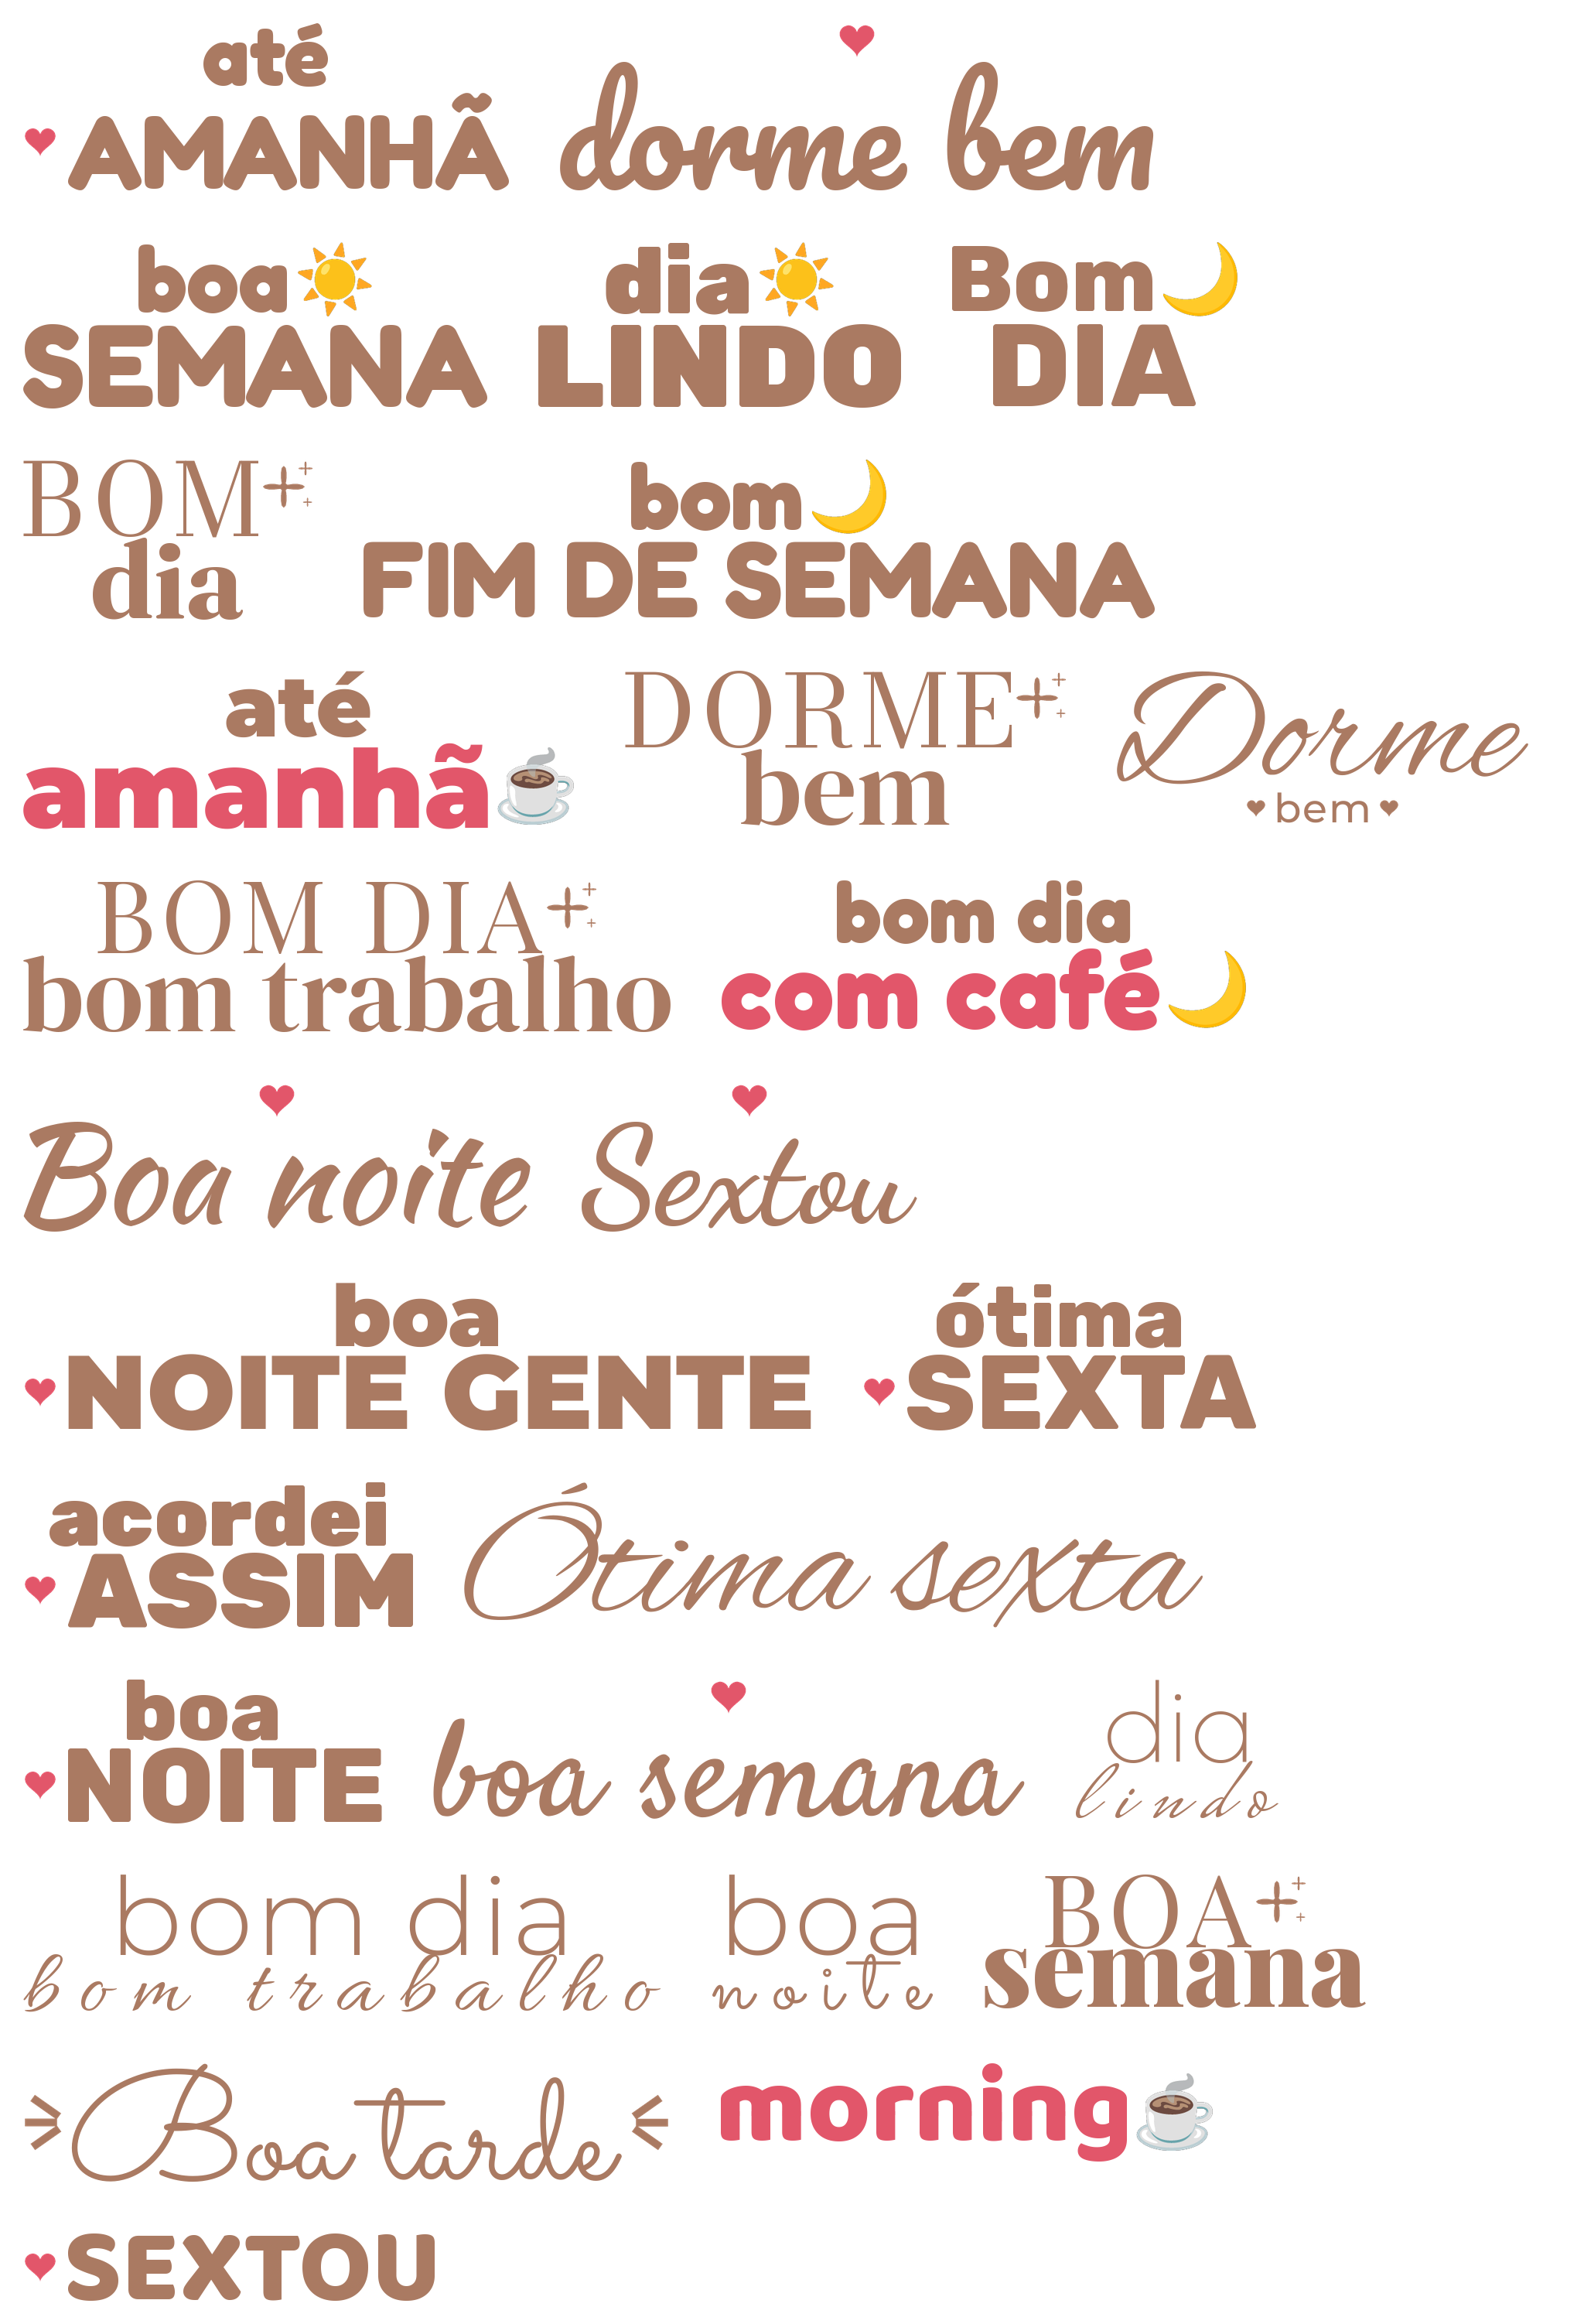 até
AMANHÃ
dorme bem
boa
SEMANA
dia
LINDO
Bom
DIA
BOM
dia
bom
FIM DE SEMANA
até
amanhã
DORME
bem
Dorme
bem
BOM DIA
bom trabalho
bom dia
com café
Boa noite
Sextou
boa
NOITE GENTE
ótima
SEXTA
acordei
ASSIM
Ótima sexta
boa
NOITE
boa semana
dia
lindo
bom dia
bom trabalho
boa
noite
BOA
semana
Boa tarde
morning
SEXTOU